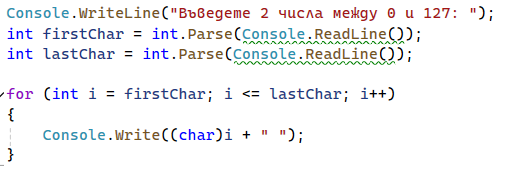 Console.WriteLine("Въведете 2 числа между 0 и 127: ");
int firstChar = int.Parse(Console.ReadLine());
int lastChar = int.Parse(Console.ReadLine());
for (int i = firstChar; i <= lastChar; i++)
{
    Console.Write((char)i + " ");
}